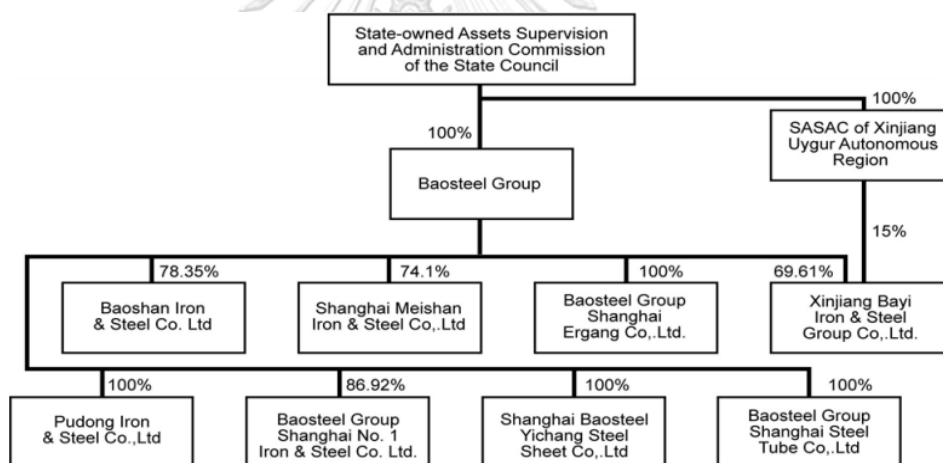 State-owned Assets Supervision
and Administration Commission
of the State Council
100%
100%
SASAC of Xinjiang
Uygur Autonomous
Region
Baosteel Group
15%
78.35%
74.1%
100%
69.61%
Baoshan Iron
& Steel Co. Ltd
Shanghai Meishan
Iron & Steel Co,.Ltd
Baosteel Group
Shanghai
Ergang Co,.Ltd.
Xinjiang Bayi
Iron & Steel
Group Co,.Ltd.
100%
86.92%
100%
100%
Pudong Iron
& Steel Co.,Ltd
Baosteel Group
Shanghai No. 1
Iron & Steel Co. Ltd.
Shanghai Baosteel
Yichang Steel
Sheet Co,.Ltd
Baosteel Group
Shanghai Steel
Tube Co,.Ltd